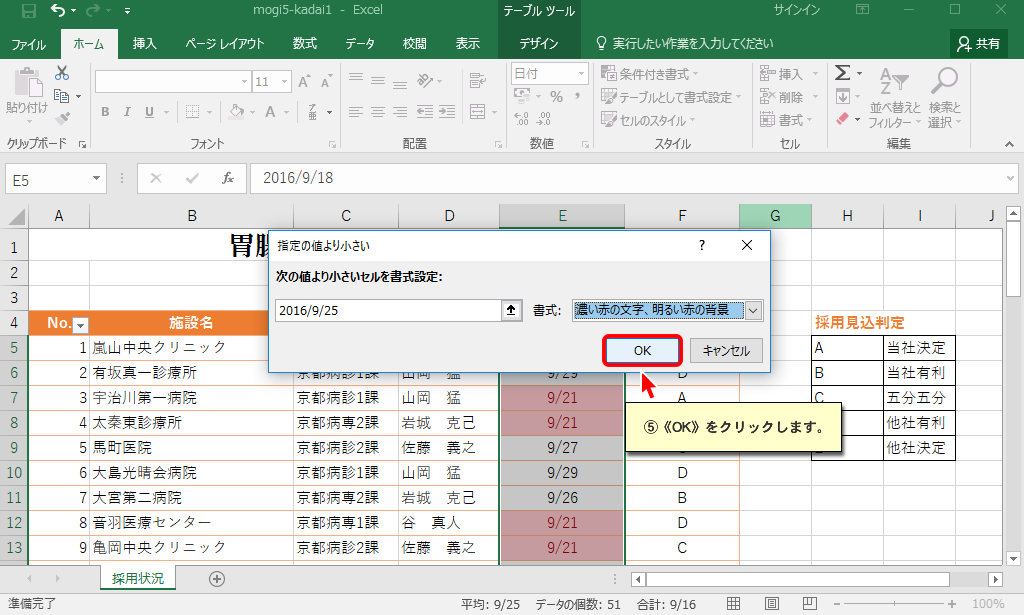 mogi5-kadai1 - Excel
テーブル ツール
サインイン
ファイル ホーム 挿入 ページ レイアウト 数式 データ 校閲 表示 デザイン 実行したい作業を入力してください 共有
貼り付け
クリップボード
11
B I U A
フォント
配置
日付
% ,
数値
条件付き書式
テーブルとして書式設定
セルのスタイル
スタイル
挿入
削除
書式
セル
Σ
並べ替えと
フィルター
検索と
選択
編集
E5 fx 2016/9/18
A B C D E F G H I J
1 胃腸
2
3
4 No. 施設名 採用見込判定
指定の値より小さい ?
次の値より小さいセルを書式設定:
2016/9/25 書式: 濃い赤の文字、明るい赤の背景
OK キャンセル
5 1 嵐山中央クリニック A 当社決定
6 2 有坂真一診療所 京都病診1課 山岡 猛 9/29 D B 当社有利
7 3 宇治川第一病院 京都病診1課 山岡 猛 9/21 A C 五分五分
8 4 太秦東診療所 京都病専2課 岩城 克己 9/21 他社有利
9 5 馬町医院 京都病診2課 佐藤 義之 9/27 他社決定
⑤《OK》をクリックします。
10 6 大島光晴会病院 京都病診1課 山岡 猛 9/29 D
11 7 大宮第二病院 京都病専2課 岩城 克己 9/26 B
12 8 音羽医療センター 京都病専1課 谷 真人 9/21 D
13 9 亀岡中央クリニック 京都病診2課 佐藤 義之 9/21 C
採用状況
準備完了 平均: 9/25 データの個数: 51 合計: 9/16 100%